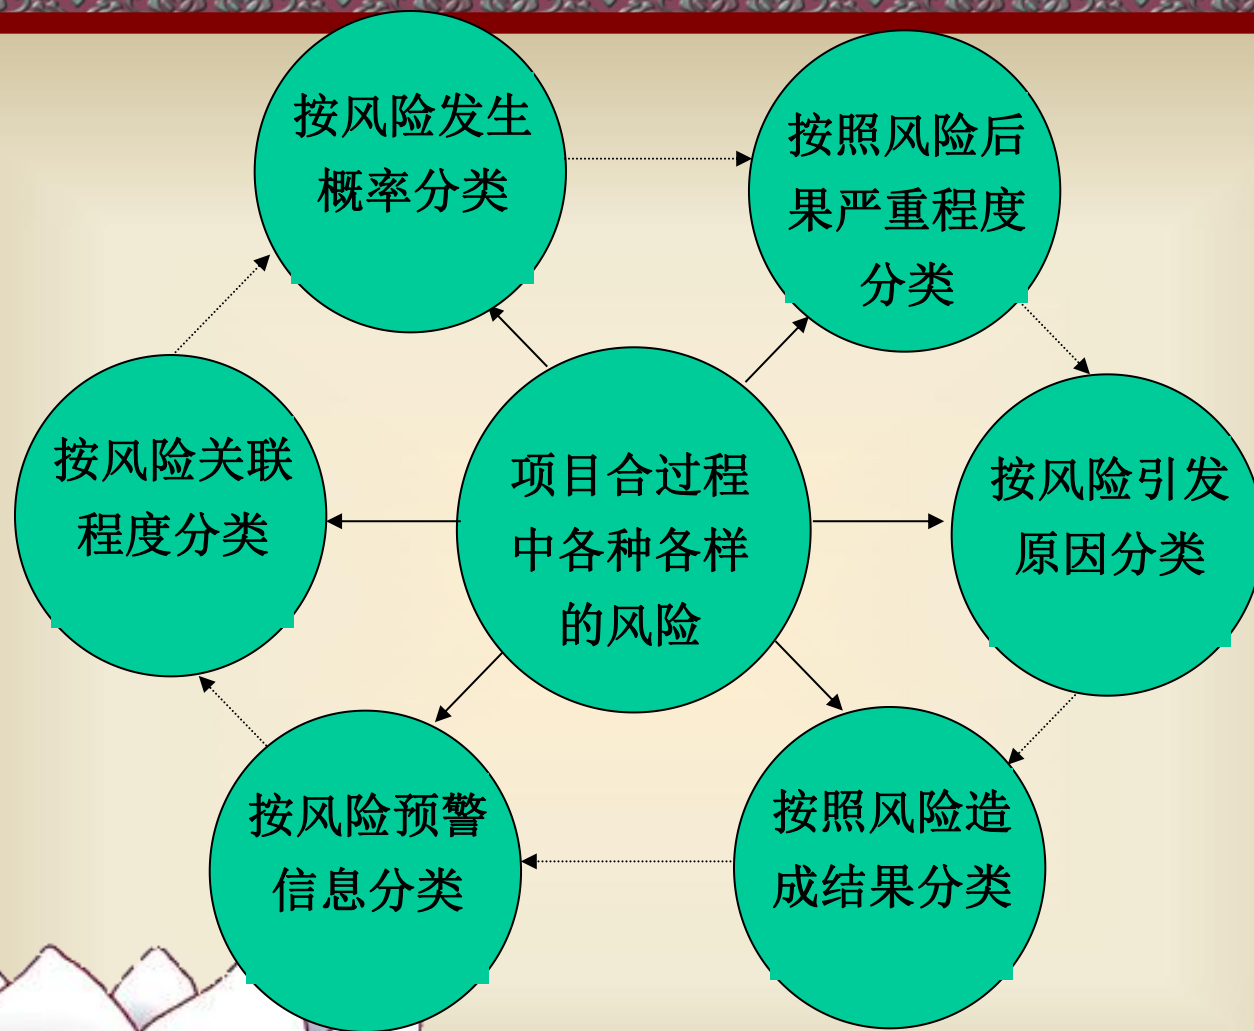 按风险发生
概率分类
按照风险后
果严重程度
分类
按风险关联
程度分类
项目合过程
中各种各样
的风险
按风险引发
原因分类
按风险预警
信息分类
按照风险造
成结果分类